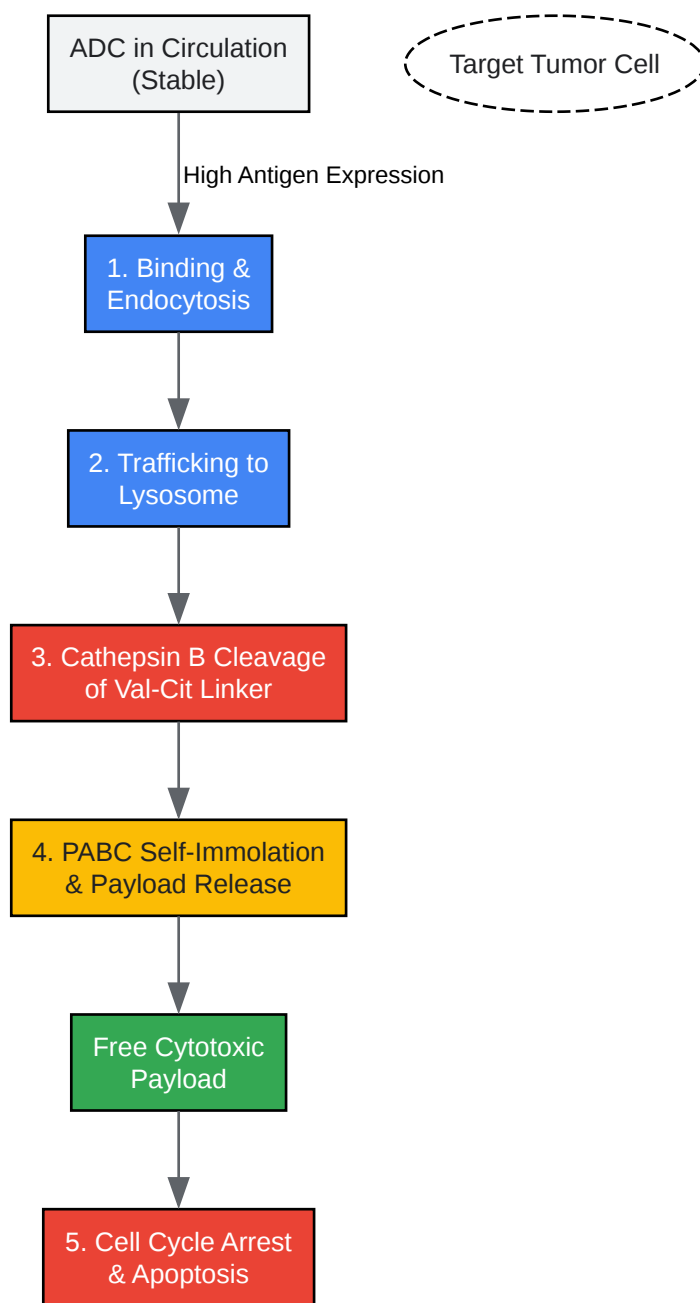 ADC in Circulation
(Stable)
Target Tumor Cell
High Antigen Expression
1. Binding &
Endocytosis
2. Trafficking to
Lysosome
3. Cathepsin B Cleavage
of Val-Cit Linker
4. PABC Self-Immolation
& Payload Release
Free Cytotoxic
Payload
5. Cell Cycle Arrest
& Apoptosis